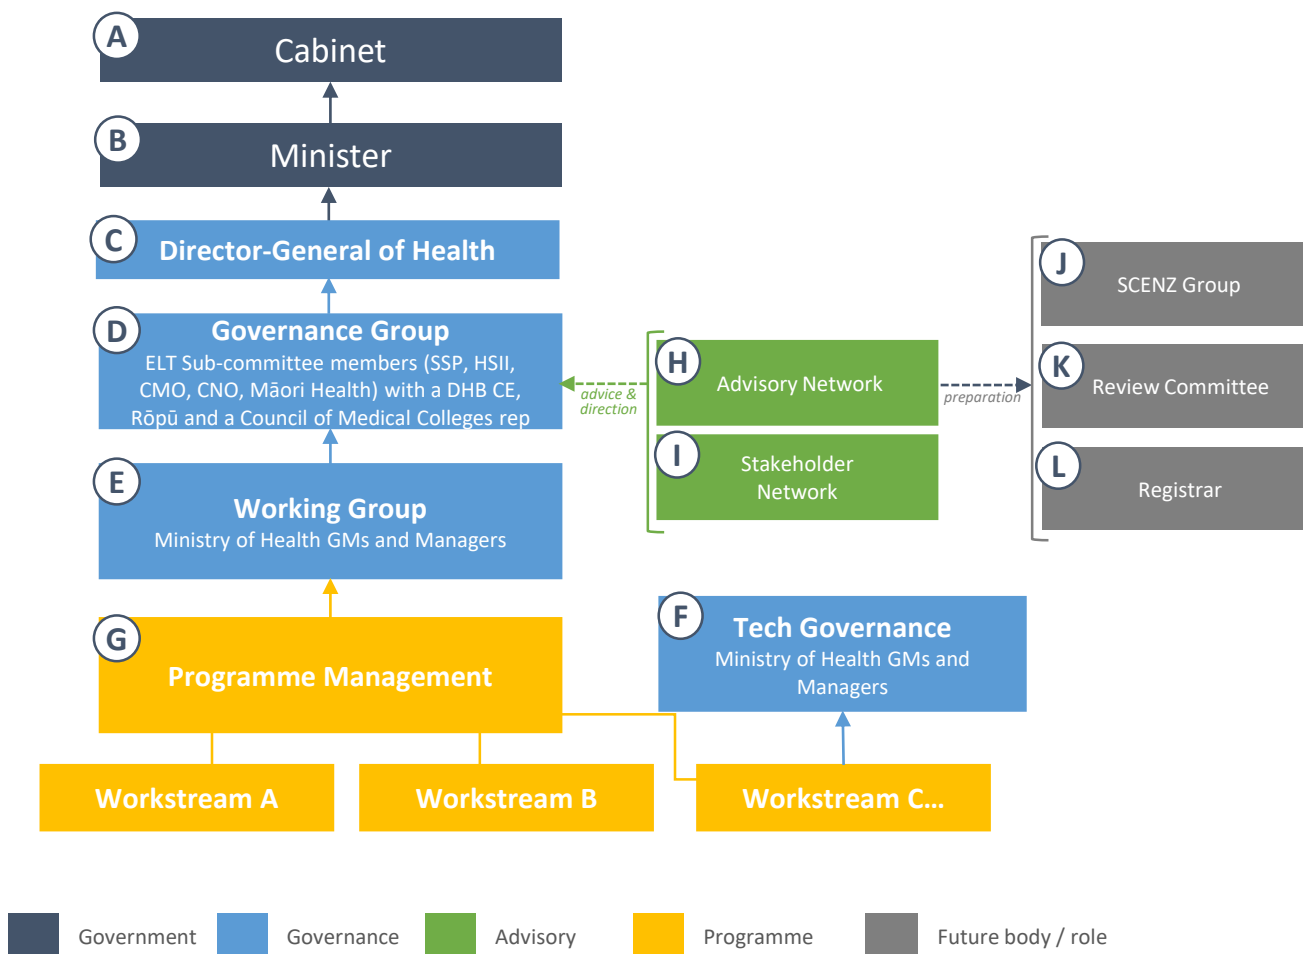 A
Cabinet
B
Minister
C
Director-General of Health
D
Governance Group
ELT Sub-committee members (SSP, HSII,
CMO, CNO, Māori Health) with a DHB CE,
Rōpū and a Council of Medical Colleges rep
E
Working Group
Ministry of Health GMs and Managers
G
Programme Management
Workstream A
Workstream B
Workstream C...
F
Tech Governance
Ministry of Health GMs and
Managers
advice &
direction
H
Advisory Network
I
Stakeholder
Network
preparation
J
SCENZ Group
K
Review Committee
L
Registrar
Government
Governance
Advisory
Programme
Future body / role